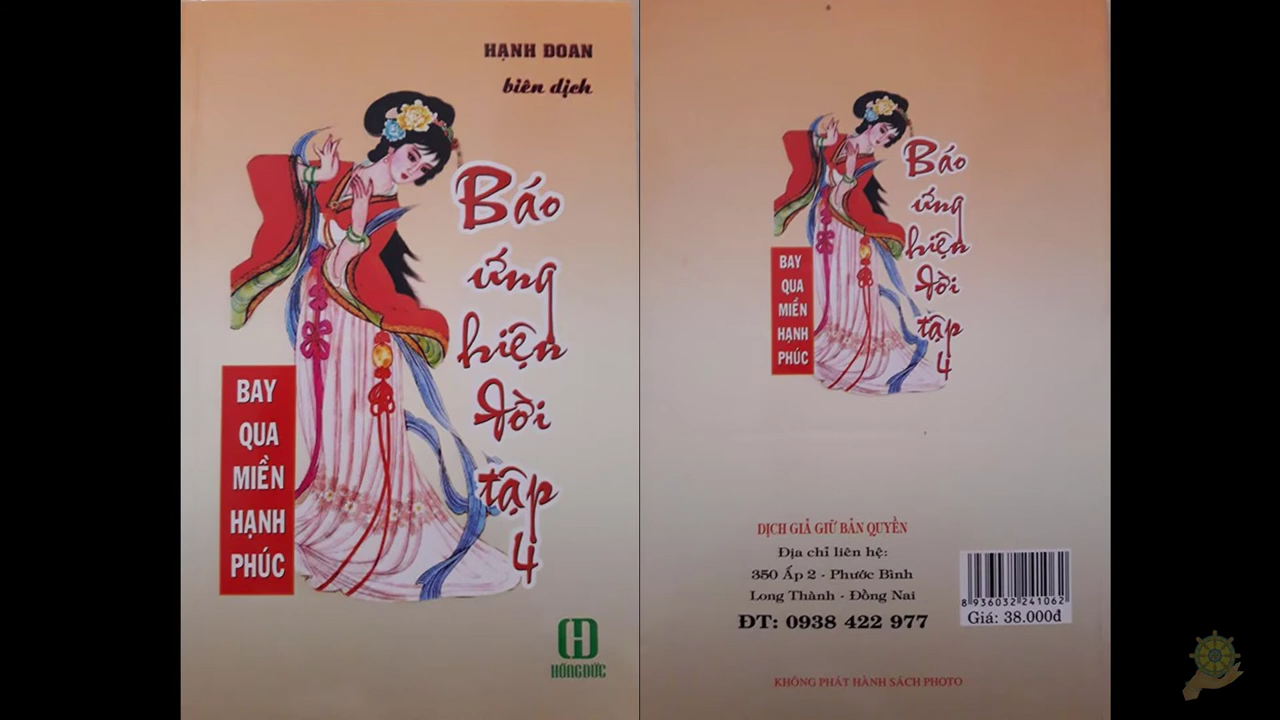 HẠNH ĐOAN
biên dịch
Báo
ứng
hiện
đời
tập
4
BAY
QUA
MIỀN
HẠNH
PHÚC
HỒNG ĐỨC
Báo
ứng
hiện
đời
tập
4
BAY
QUA
MIỀN
HẠNH
PHÚC
DỊCH GIẢ GIỮ BẢN QUYỀN
Địa chỉ liên hệ:
350 Ấp 2 - Phước Bình
Long Thành - Đồng Nai
ĐT: 0938 422 977
8 936032 241062
Giá: 38.000đ
KHÔNG PHÁT HÀNH SÁCH PHOTO